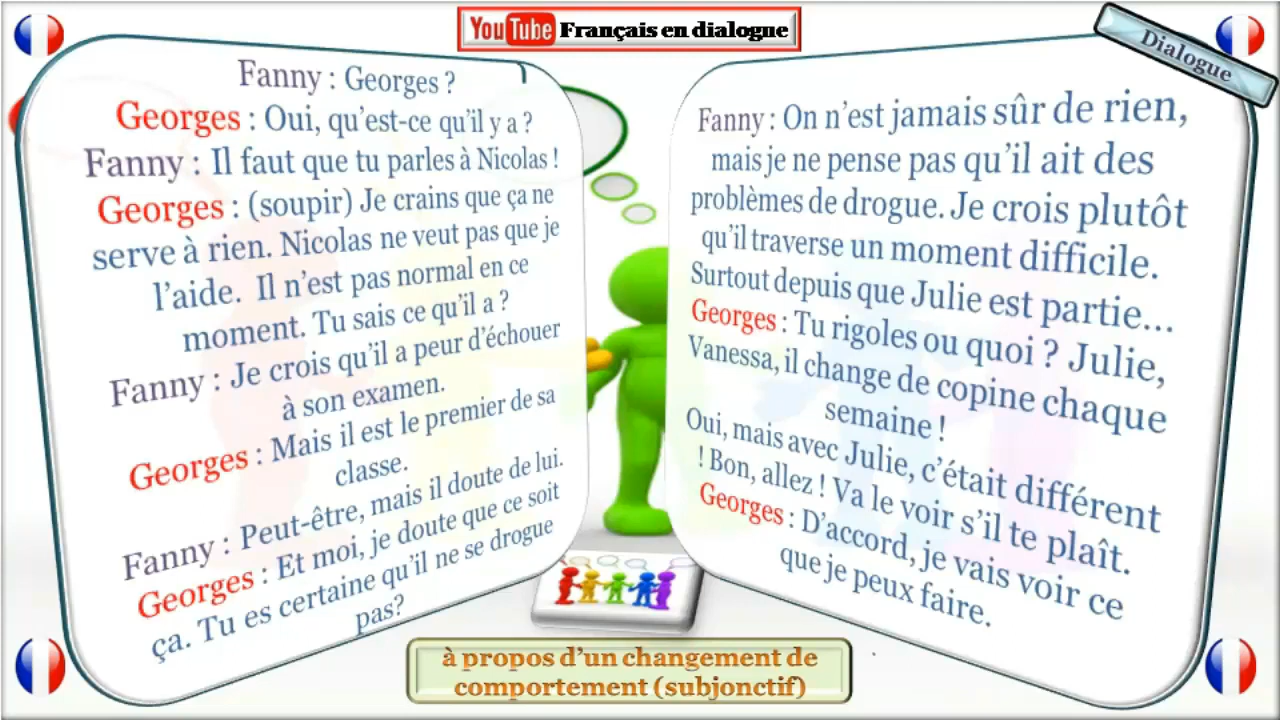 YouTube Français en dialogue
Dialogue
Fanny : Georges ?
Georges : Oui, qu’est-ce qu’il y a ?
Fanny : Il faut que tu parles à Nicolas !
Georges : (soupir) Je crains que ça ne
serve à rien. Nicolas ne veut pas que je
l’aide. Il n’est pas normal en ce
moment. Tu sais ce qu’il a ?
Fanny : Je crois qu’il a peur d’échouer
à son examen.
Georges : Mais il est le premier de sa
classe.
Fanny : Peut-être, mais il doute de lui.
Georges : Et moi, je doute que ce soit
ça. Tu es certaine qu’il ne se drogue
pas?
Fanny : On n’est jamais sûr de rien,
mais je ne pense pas qu’il ait des
problèmes de drogue. Je crois plutôt
qu’il traverse un moment difficile.
Surtout depuis que Julie est partie...
Georges : Tu rigoles ou quoi ? Julie,
Vanessa, il change de copine chaque
semaine !
Oui, mais avec Julie, c’était différent
! Bon, allez ! Va le voir s’il te plaît.
Georges : D’accord, je vais voir ce
que je peux faire.
à propos d’un changement de
comportement (subjonctif)